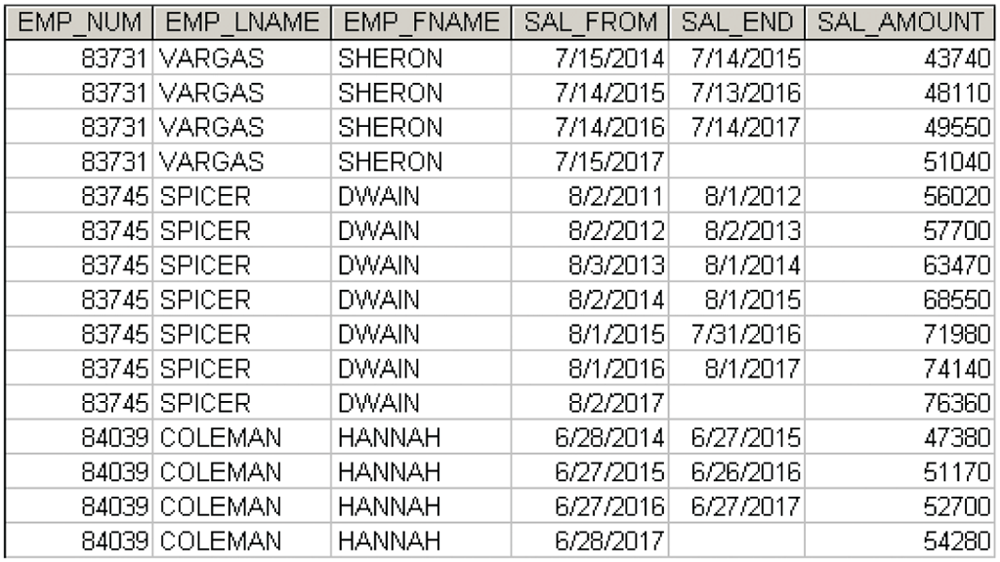 EMP_NUM EMP_LNAME EMP_FNAME SAL_FROM SAL_END SAL_AMOUNT
83731 VARGAS SHERON 7/15/2014 7/14/2015 43740
83731 VARGAS SHERON 7/14/2015 7/13/2016 48110
83731 VARGAS SHERON 7/14/2016 7/14/2017 49550
83731 VARGAS SHERON 7/15/2017 51040
83745 SPICER DWAIN 8/2/2011 8/1/2012 56020
83745 SPICER DWAIN 8/2/2012 8/2/2013 57700
83745 SPICER DWAIN 8/3/2013 8/1/2014 63470
83745 SPICER DWAIN 8/2/2014 8/1/2015 68550
83745 SPICER DWAIN 8/1/2015 7/31/2016 71980
83745 SPICER DWAIN 8/1/2016 8/1/2017 74140
83745 SPICER DWAIN 8/2/2017 76360
84039 COLEMAN HANNAH 6/28/2014 6/27/2015 47380
84039 COLEMAN HANNAH 6/27/2015 6/26/2016 51170
84039 COLEMAN HANNAH 6/27/2016 6/27/2017 52700
84039 COLEMAN HANNAH 6/28/2017 54280